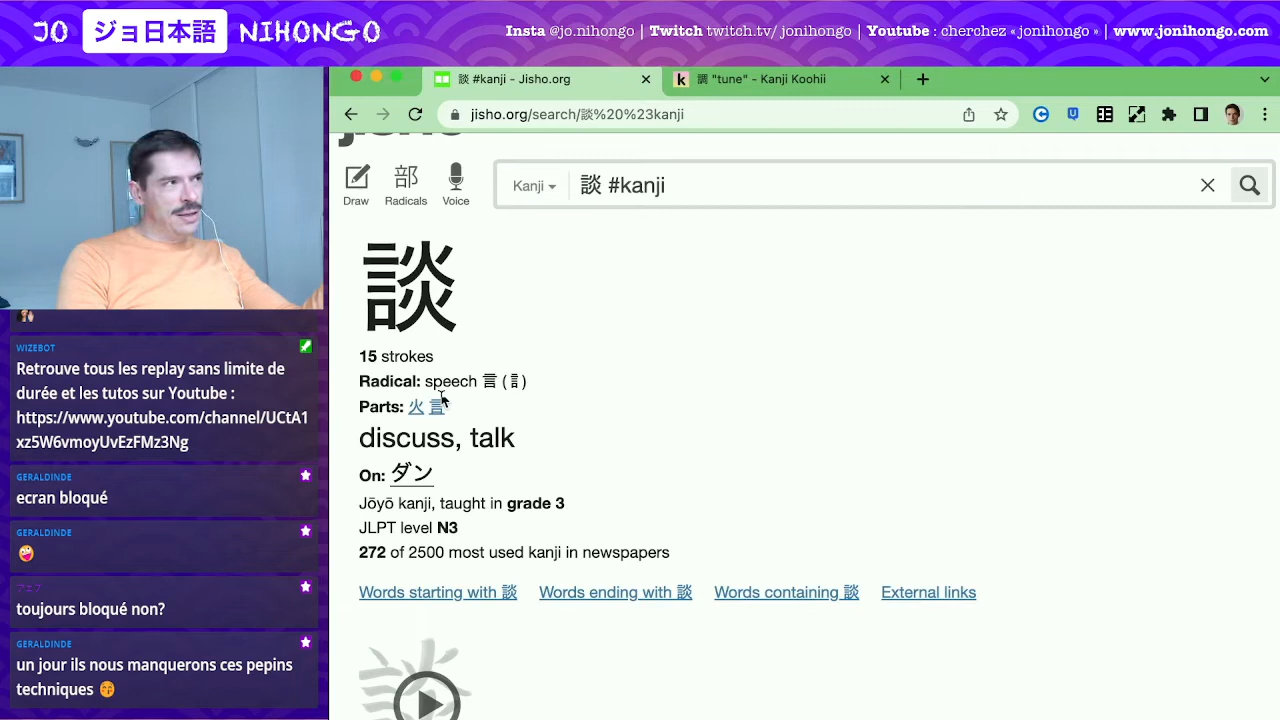 JO ジョ日本語 NIHONGO
Insta @jo.nihongo | Twitch twitch.tv/ jonihongo | Youtube : cherchez « jonihongo » | www.jonihongo.com
談 #kanji - Jisho.org
k 調 "tune" - Kanji Koohii
jisho.org/search/談%20%23kanji
Draw
部
Radicals
Voice
Kanji
談 #kanji
談
15 strokes
Radical: speech 言 (訁)
Parts: 火 言
discuss, talk
On: ダン
Jōyō kanji, taught in grade 3
JLPT level N3
272 of 2500 most used kanji in newspapers
Words starting with 談 Words ending with 談 Words containing 談 External links
WIZEBOT
Retrouve tous les replay sans limite de
durée et les tutos sur Youtube :
https://www.youtube.com/channel/UCtA1
xz5W6vmoyUvEzFMz3Ng
GERALDINDE
ecran bloqué
GERALDINDE
toujours bloqué non?
GERALDINDE
un jour ils nous manquerons ces pepins
techniques